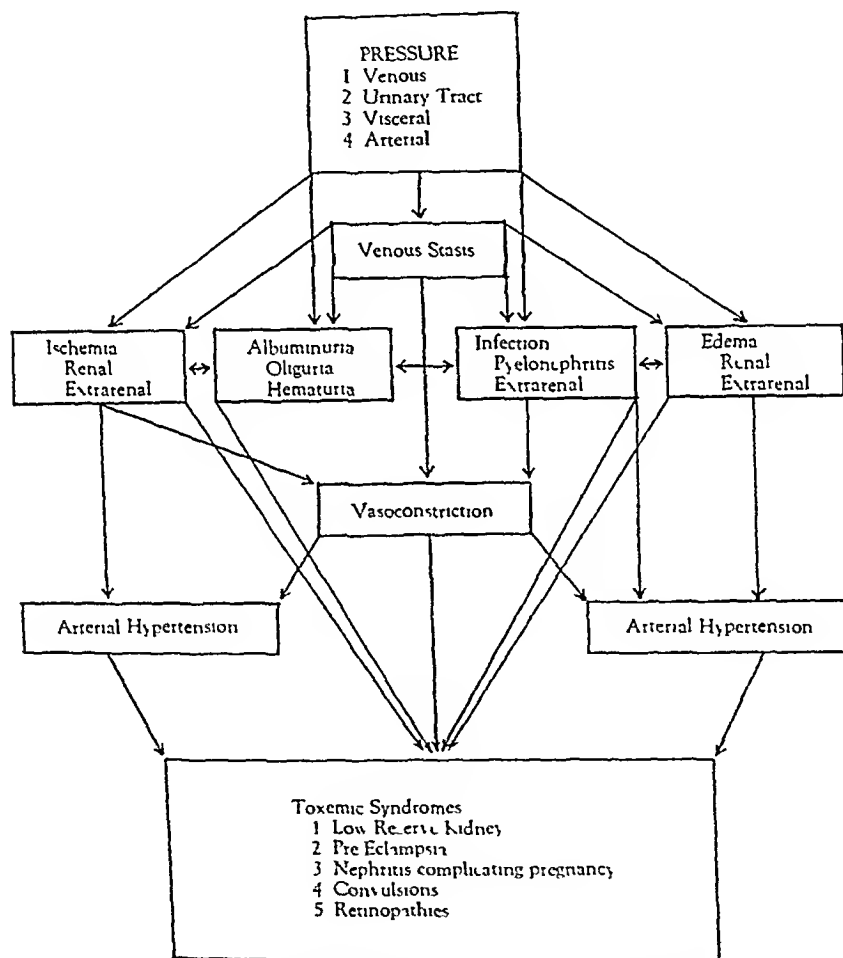 PRESSURE
1 Venous
2 Urinary Tract
3 Visceral
4 Arterial
Venous Stasis
Ischemia
Renal
Extrarenal
Albuminuria
Oliguria
Hematuria
Infection
Pyelonephritis
Extrarenal
Edema
Renal
Extrarenal
Vasoconstriction
Arterial Hypertension
Arterial Hypertension
Toxemic Syndromes
1 Low Reserve Kidney
2 Pre Eclampsia
3 Nephritis complicating pregnancy
4 Convulsions
5 Retinopathies